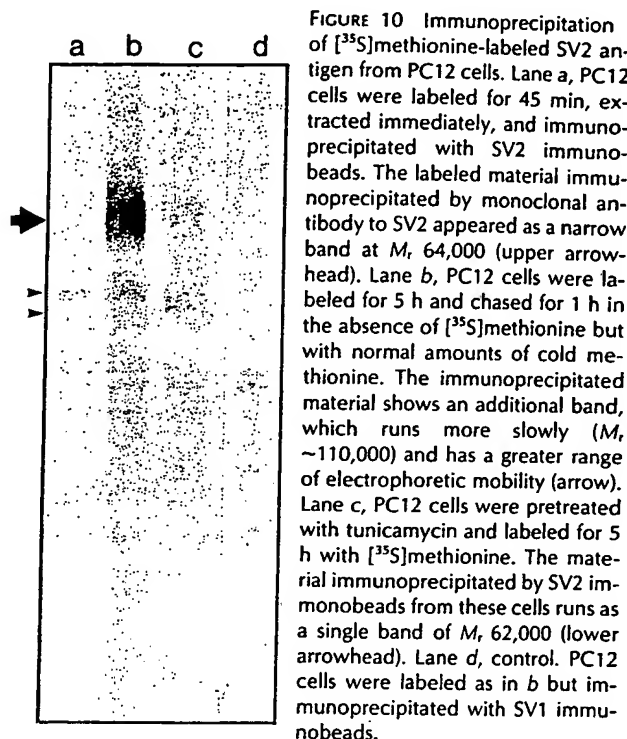 a b c d
FIGURE 10 Immunoprecipitation
of [³⁵S]methionine-labeled SV2 an-
tigen from PC12 cells. Lane a, PC12
cells were labeled for 45 min, ex-
tracted immediately, and immuno-
precipitated with SV2 immuno-
beads. The labeled material immu-
noprecipitated by monoclonal an-
tibody to SV2 appeared as a narrow
band at Mr 64,000 (upper arrow-
head). Lane b, PC12 cells were la-
beled for 5 h and chased for 1 h in
the absence of [³⁵S]methionine but
with normal amounts of cold me-
thionine. The immunoprecipitated
material shows an additional band,
which runs more slowly (Mr
~110,000) and has a greater range
of electrophoretic mobility (arrow).
Lane c, PC12 cells were pretreated
with tunicamycin and labeled for 5
h with [³⁵S]methionine. The mate-
rial immunoprecipitated by SV2 im-
monobeads from these cells runs as
a single band of Mr 62,000 (lower
arrowhead). Lane d, control. PC12
cells were labeled as in b but im-
munoprecipitated with SV1 immu-
nobeads.